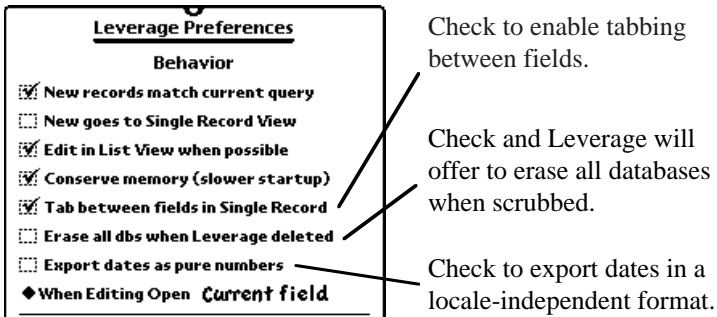 Leverage Preferences
Behavior
New records match current query
New goes to Single Record View
Edit in List View when possible
Conserve memory (slower startup)
Tab between fields in Single Record
Erase all dbs when Leverage deleted
Export dates as pure numbers
◆When Editing Open Current field
Check to enable tabbing
between fields.
Check and Leverage will
offer to erase all databases
when scrubbed.
Check to export dates in a
locale-independent format.